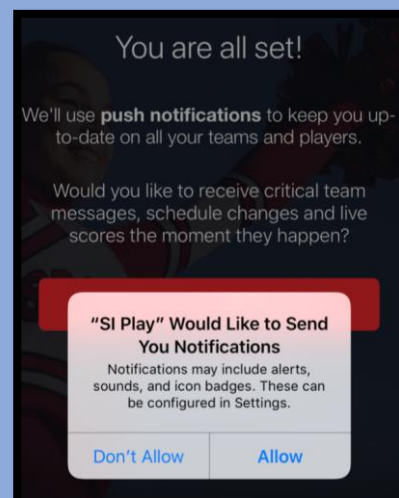 You are all set!
We'll use push notifications to keep you up-
to-date on all your teams and players.
Would you like to receive critical team
messages, schedule changes and live
scores the moment they happen?
"SI Play" Would Like to Send
You Notifications
Notifications may include alerts,
sounds, and icon badges. These can
be configured in Settings.
Don't Allow
Allow